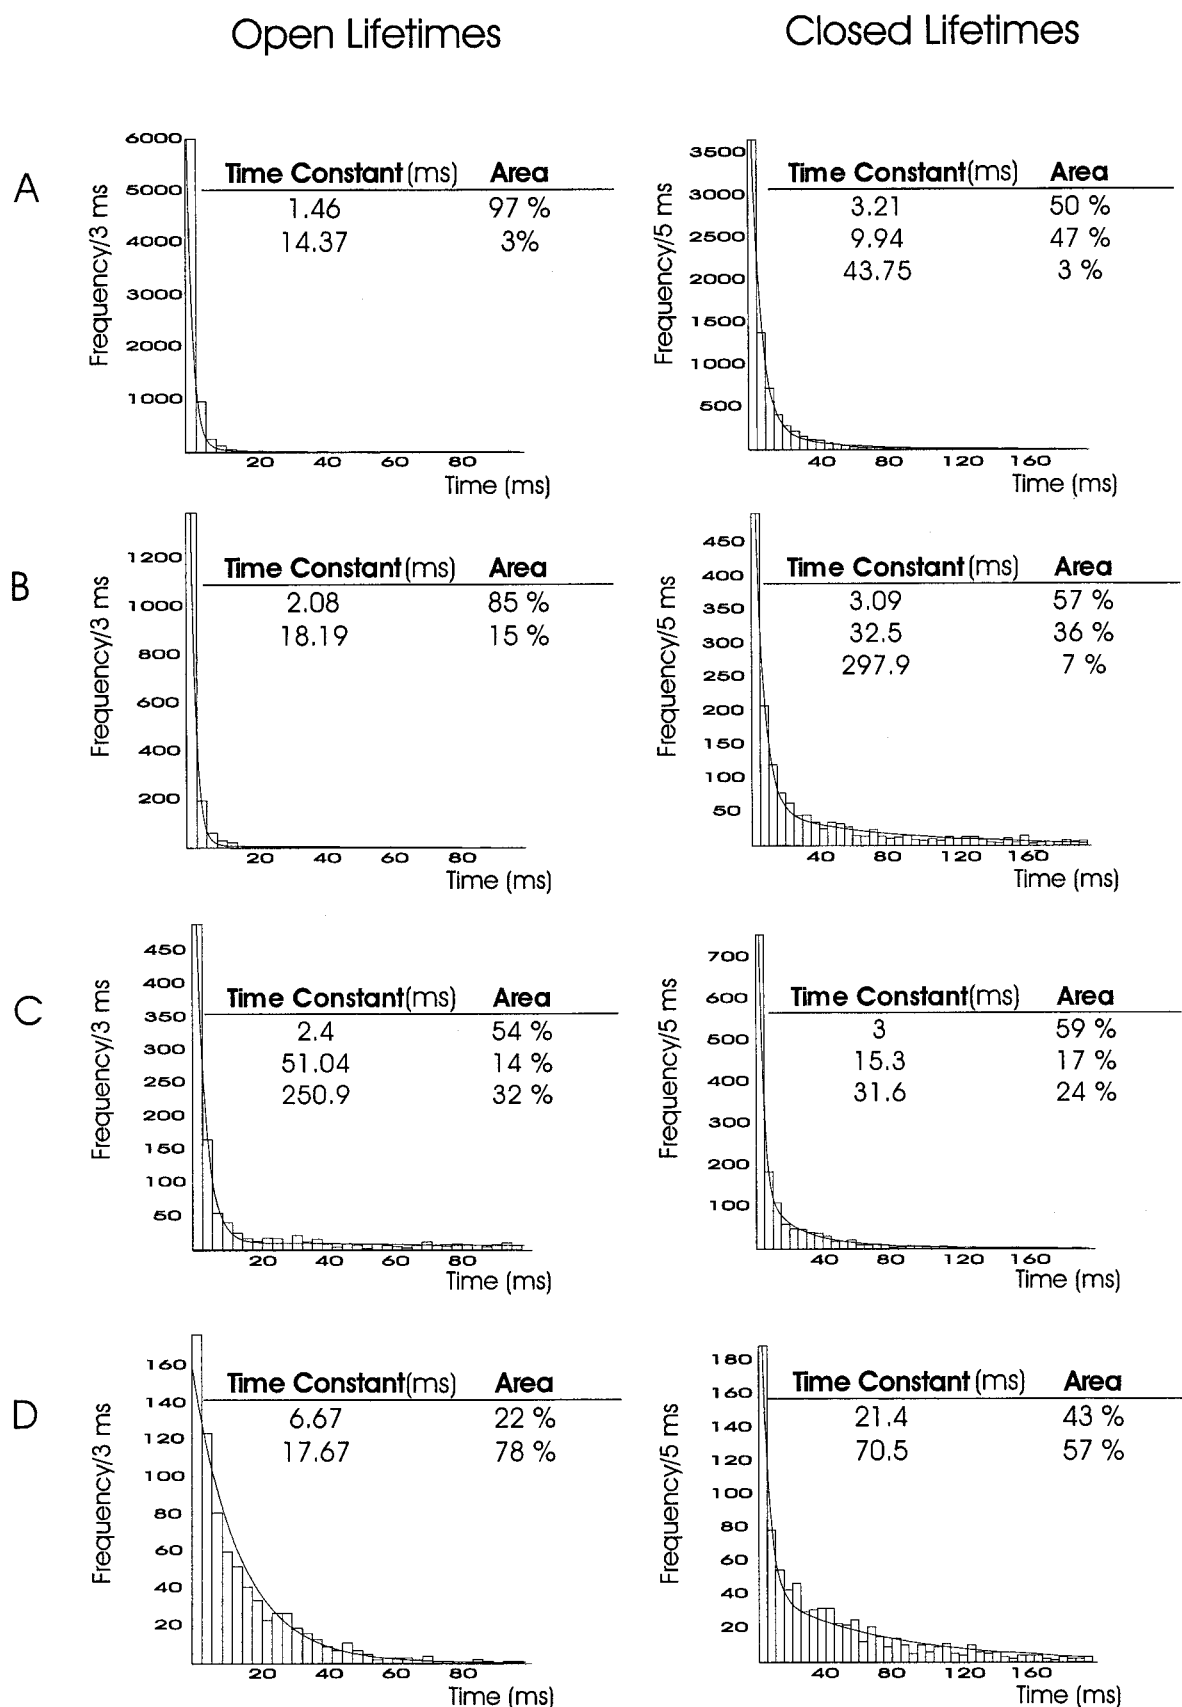 Open Lifetimes
Closed Lifetimes
A
Frequency/3 ms
6000
5000
4000
3000
2000
1000
Time Constant(ms) Area
1.46 97 %
14.37 3%
20 40 60 80
Time (ms)
Frequency/5 ms
3500
3000
2500
2000
1500
1000
500
Time Constant(ms) Area
3.21 50 %
9.94 47 %
43.75 3 %
40 80 120 160
Time (ms)
B
Frequency/3 ms
1200
1000
800
600
400
200
Time Constant(ms) Area
2.08 85 %
18.19 15 %
20 40 60 80
Time (ms)
Frequency/5 ms
450
400
350
300
250
200
150
100
50
Time Constant(ms) Area
3.09 57 %
32.5 36 %
297.9 7 %
40 80 120 160
Time (ms)
C
Frequency/3 ms
450
400
350
300
250
200
150
100
50
Time Constant(ms) Area
2.4 54 %
51.04 14 %
250.9 32 %
20 40 60 80
Time (ms)
Frequency/5 ms
700
600
500
400
300
200
100
Time Constant(ms) Area
3 59 %
15.3 17 %
31.6 24 %
40 80 120 160
Time (ms)
D
Frequency/3 ms
160
140
120
100
80
60
40
20
Time Constant(ms) Area
6.67 22 %
17.67 78 %
20 40 60 80
Time (ms)
Frequency/5 ms
180
160
140
120
100
80
60
40
20
Time Constant (ms) Area
21.4 43 %
70.5 57 %
40 80 120 160
Time (ms)